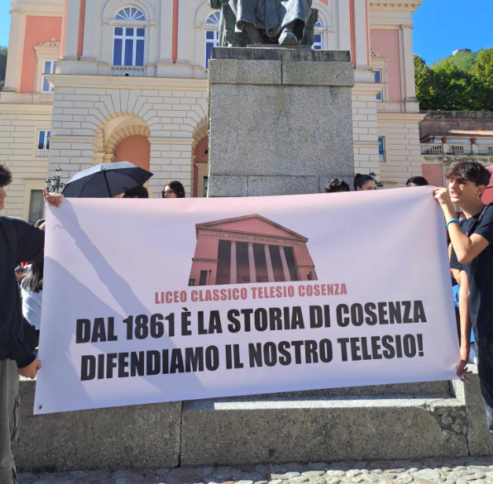 LICEO CLASSICO TELESIO COSENZA
DAL 1861 È LA STORIA DI COSENZA
DIFENDIAMO IL NOSTRO TELESIO!